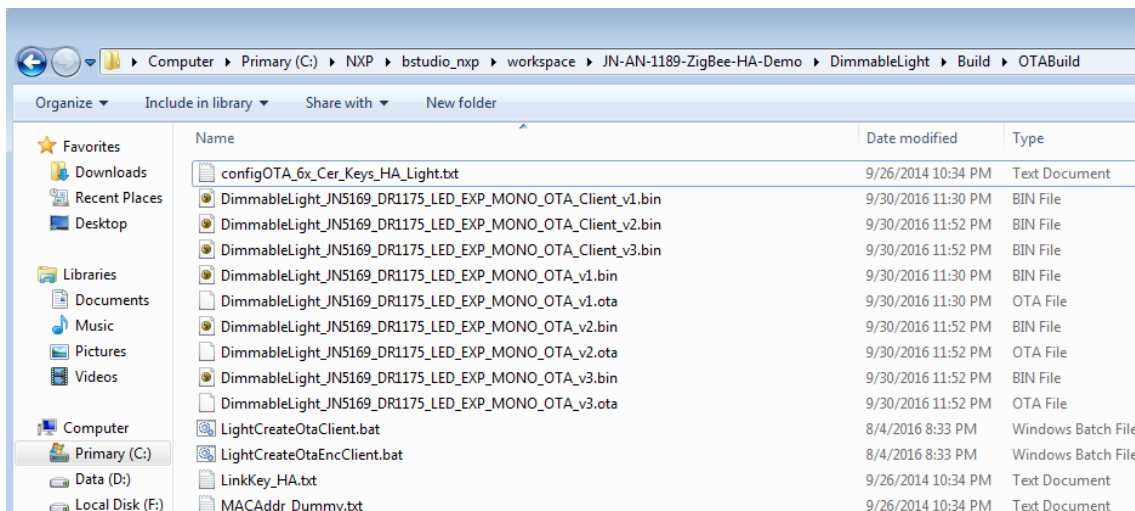 Computer ▸ Primary (C:) ▸ NXP ▸ bstudio_nxp ▸ workspace ▸ JN-AN-1189-ZigBee-HA-Demo ▸ DimmableLight ▸ Build ▸ OTABuild
Organize Include in library Share with New folder
Favorites
Downloads
Recent Places
Desktop
Libraries
Documents
Music
Pictures
Videos
Computer
Primary (C:)
Data (D:)
Local Disk (F:)
Name Date modified Type
configOTA_6x_Cer_Keys_HA_Light.txt 9/26/2014 10:34 PM Text Document
DimmableLight_JN5169_DR1175_LED_EXP_MONO_OTA_Client_v1.bin 9/30/2016 11:30 PM BIN File
DimmableLight_JN5169_DR1175_LED_EXP_MONO_OTA_Client_v2.bin 9/30/2016 11:52 PM BIN File
DimmableLight_JN5169_DR1175_LED_EXP_MONO_OTA_Client_v3.bin 9/30/2016 11:52 PM BIN File
DimmableLight_JN5169_DR1175_LED_EXP_MONO_OTA_v1.bin 9/30/2016 11:30 PM BIN File
DimmableLight_JN5169_DR1175_LED_EXP_MONO_OTA_v1.ota 9/30/2016 11:30 PM OTA File
DimmableLight_JN5169_DR1175_LED_EXP_MONO_OTA_v2.bin 9/30/2016 11:52 PM BIN File
DimmableLight_JN5169_DR1175_LED_EXP_MONO_OTA_v2.ota 9/30/2016 11:52 PM OTA File
DimmableLight_JN5169_DR1175_LED_EXP_MONO_OTA_v3.bin 9/30/2016 11:52 PM BIN File
DimmableLight_JN5169_DR1175_LED_EXP_MONO_OTA_v3.ota 9/30/2016 11:52 PM OTA File
LightCreateOtaClient.bat 8/4/2016 8:33 PM Windows Batch File
LightCreateOtaEncClient.bat 8/4/2016 8:33 PM Windows Batch File
LinkKey_HA.txt 9/26/2014 10:34 PM Text Document
MACAddr_Dummy.txt 9/26/2014 10:34 PM Text Document